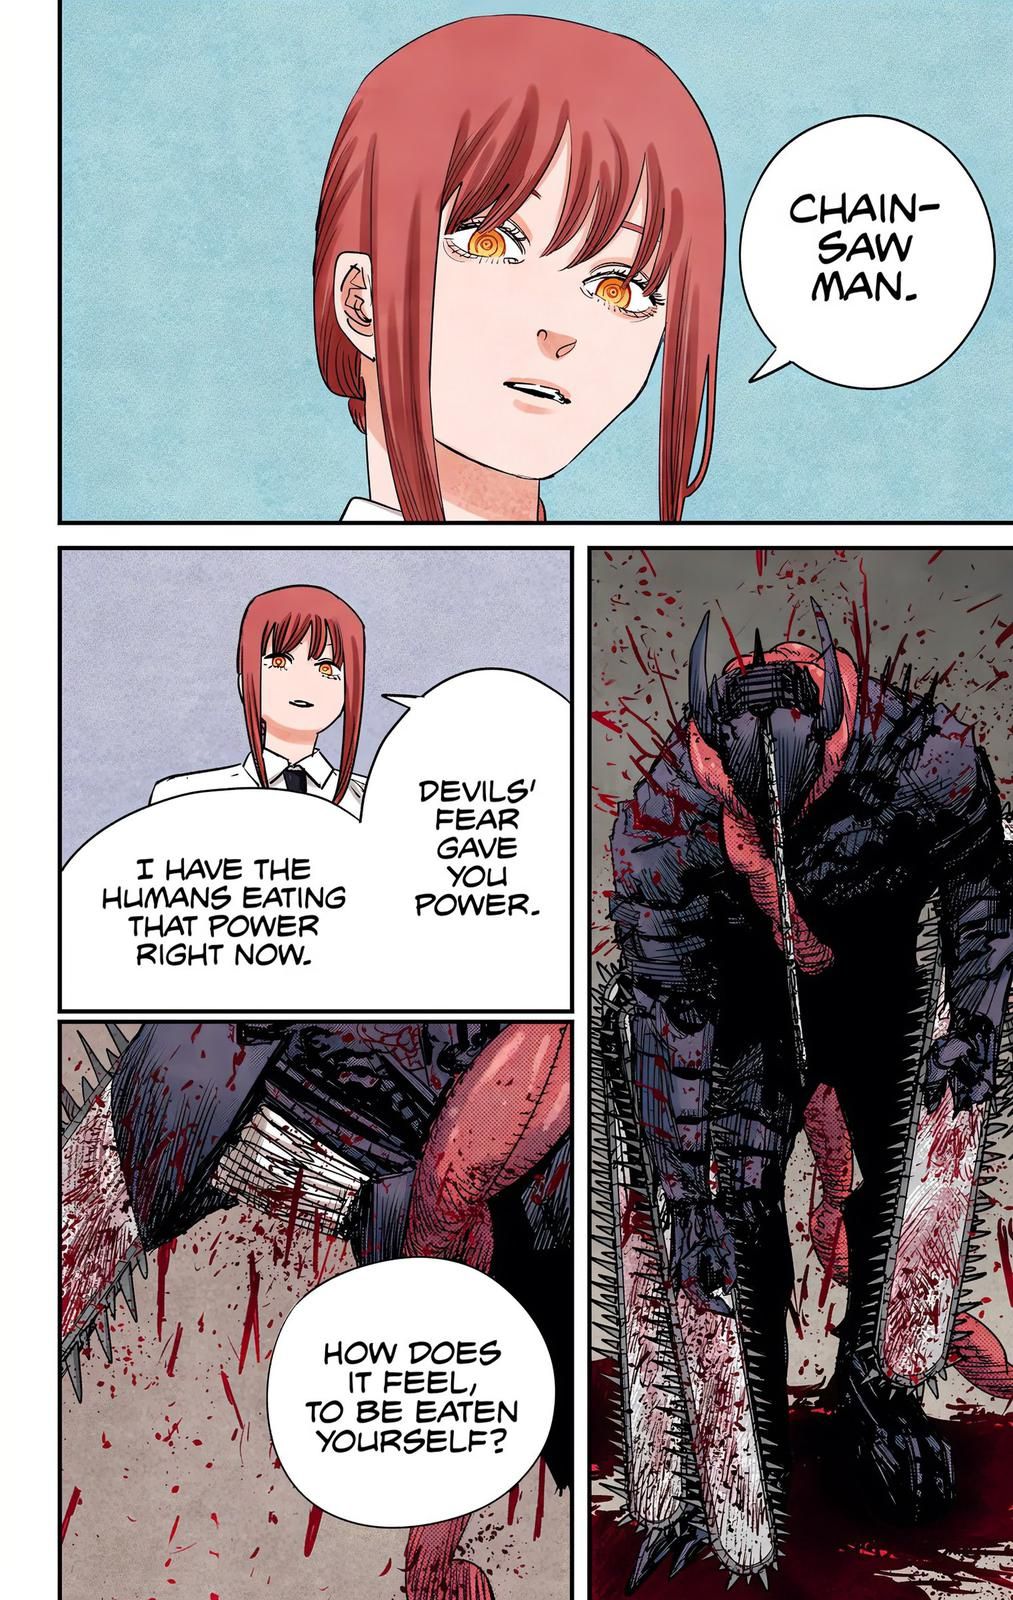 CHAIN-
SAW
MAN.
DEVILS'
FEAR
GAVE
YOU
POWER.
I HAVE THE
HUMANS EATING
THAT POWER
RIGHT NOW.
HOW DOES
IT FEEL,
TO BE EATEN
YOURSELF?